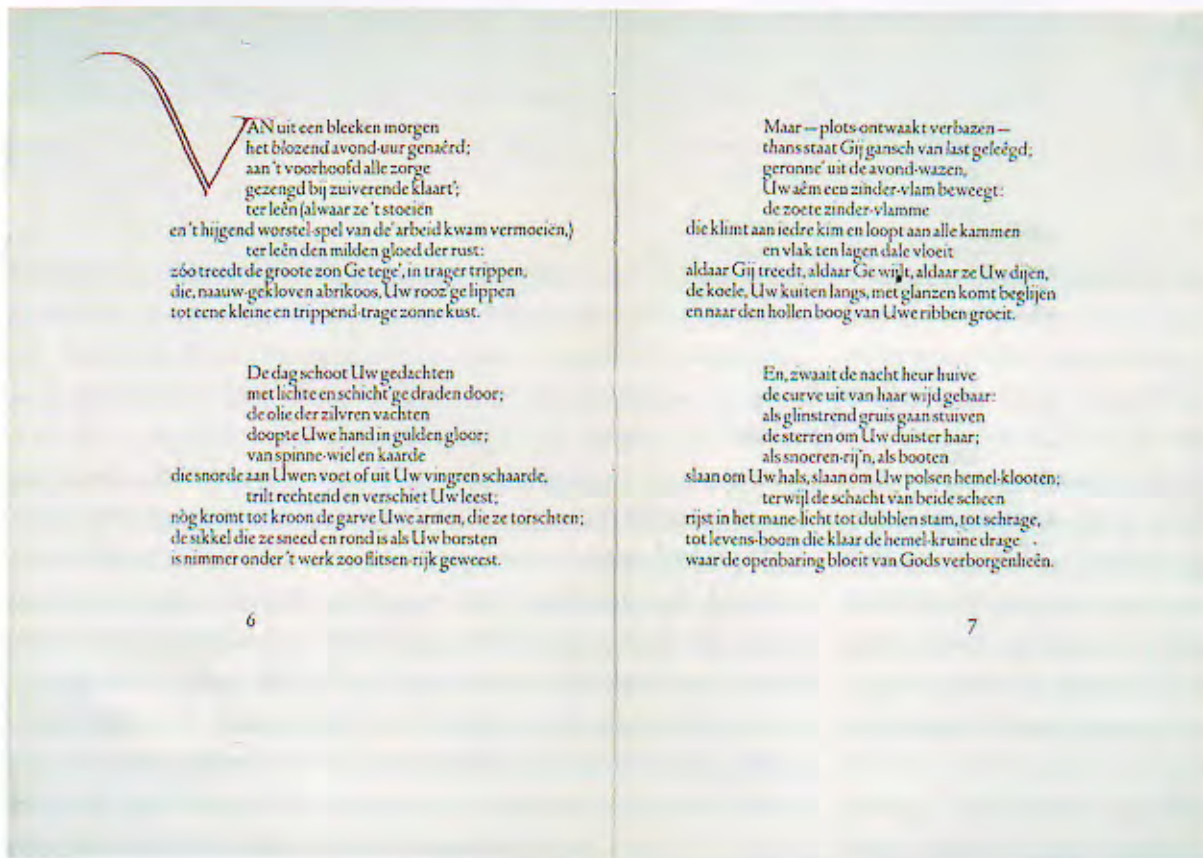 VAN uit een bleeken morgen
het blozend avond-uur genaêrd;
aan 't voorhoofd alle zorge
gezengd bij zuiverende klaart';
ter leên (alwaar ze 't stoeien
en 't hijgend worstel-spel van de' arbeid kwam vermoeien,)
ter leên den milden gloed der rust:
zóo treedt de groote zon Ge tege', in trager trippen,
die, nauw-gekloven abrikoos, Uw rooz'ge lippen
tot eene kleine en trippend-trage zonne kust.
De dag schoot Uw gedachten
met lichte en schicht'ge draden door;
de olie der zilvren vachten
doopte Uwe hand in gulden gloor;
van spinne-wiel en kaarde
die snorde aan Uwen voet of uit Uw vingren schaarde,
trilt rechtend en verschiet Uw leest;
nòg kromt tot kroon de garve Uwe armen, die ze torschten;
de sikkel die ze sneed en rond is als Uw borsten
is nimmer onder 't werk zoo flitsen-rijk geweest.
6
Maar — plots ontwaakt verbazen —
thans staat Gij gansch van last geleêgd;
geronne' uit de avond-wazen,
Uw aêm een zinder-vlam beweegt:
de zoete zinder-vlamme
die klimt aan iedre kim en loopt aan alle kammen
en vlak ten lagen dale vloeit
aldaar Gij treedt, aldaar Ge wijlt, aldaar ze Uw dijen,
de koele, Uw kuiten langs, met glanzen komt beglijen
en naar den hollen boog van Uwe ribben groeit.
En, zwaait de nacht heur huive
de curve uit van haar wijd gebaar:
als glinstrend gruis gaan stuiven
de sterren om Uw duister haar;
als snoeren-rij'n, als booten
slaan om Uw hals, slaan om Uw polsen hemel-klooten;
terwijl de schacht van beide scheen
rijst in het mane-licht tot dubblen stam, tot schrage,
tot levens-boom die klaar de hemel-kruine drage
waar de openbaring bloeit van Gods verborgenheên.
7